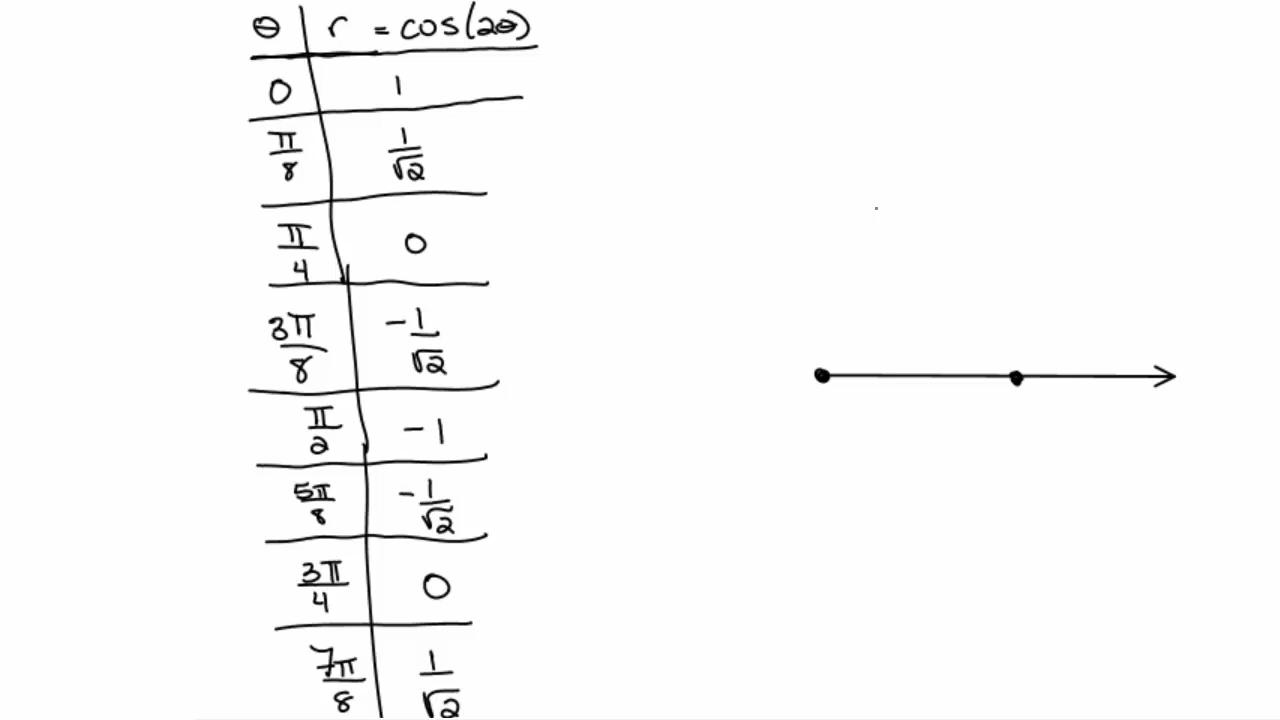 θ r = cos(2θ)
0 1
π/8 1/√2
π/4 0
3π/8 -1/√2
π/2 -1
5π/8 -1/√2
3π/4 0
7π/8 1/√2